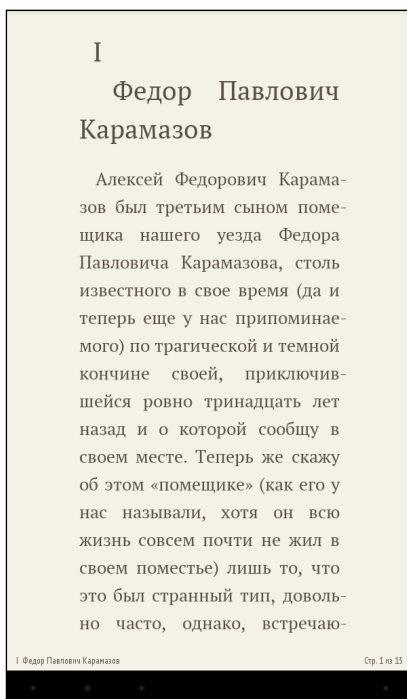 I
Федор Павлович
Карамазов
Алексей Федорович Карама-
зов был третьим сыном поме-
щика нашего уезда Федора
Павловича Карамазова, столь
известного в свое время (да и
теперь еще у нас припоминае-
мого) по трагической и темной
кончине своей, приключив-
шейся ровно тринадцать лет
назад и о которой сообщу в
своем месте. Теперь же скажу
об этом «помещике» (как его у
нас называли, хотя он всю
жизнь совсем почти не жил в
своем поместье) лишь то, что
это был странный тип, доволь-
но часто, однако, встречаю-
I Федор Павлович Карамазов Стр. 1 из 15